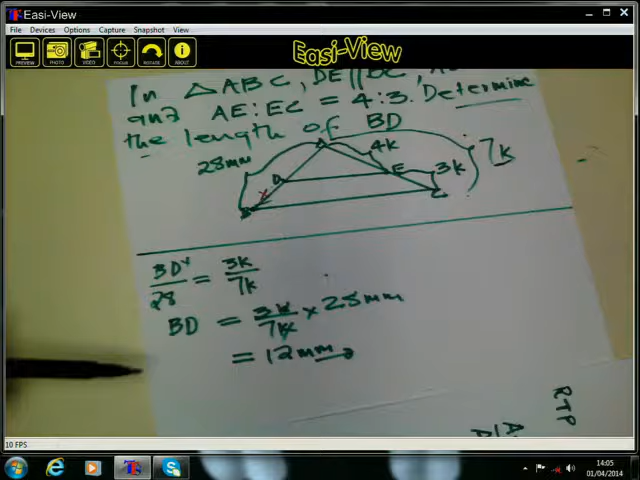 Easi-View
File Devices Options Capture Snapshot View
PREVIEW PHOTO VIDEO FOCUS ROTATE ABOUT
Easi-View
In △ABC, DE∥BC,
and AE:EC = 4:3. Determine
the length of BD
28mm
A
4k
7k
D
E
3k
x
B
C
BD/28 = 3k/7k
BD = 3k/7k × 28mm
= 12mm
RTP
10 FPS
14:05
01/04/2014